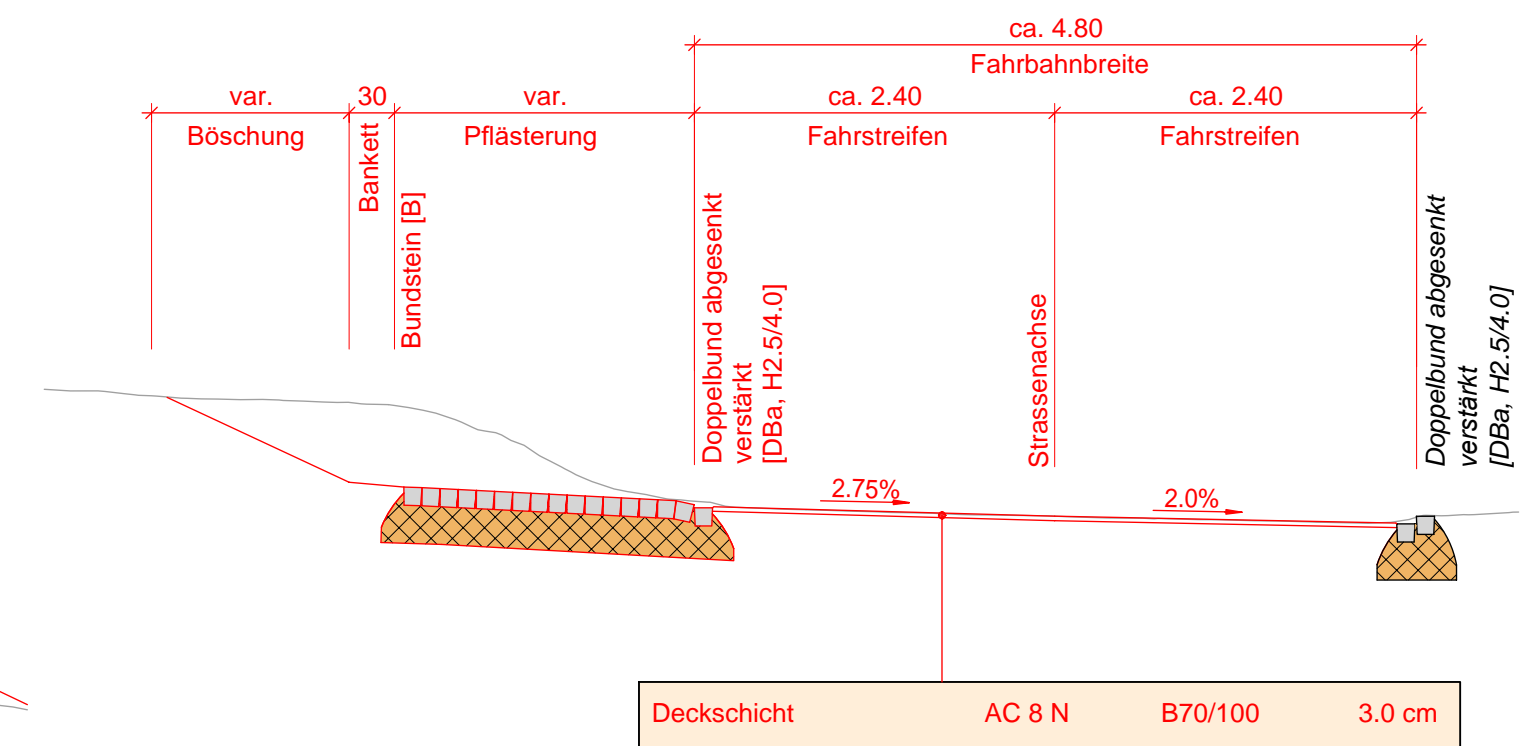 ca. 4.80
Fahrbahnbreite
var.
30
var.
ca. 2.40
ca. 2.40
Böschung
Bankett
Pflästerung
Fahrstreifen
Fahrstreifen
Bundstein [B]
Doppelbund abgesenkt
verstärkt
[DBa, H2.5/4.0]
Strassenachse
Doppelbund abgesenkt
verstärkt
[DBa, H2.5/4.0]
2.75%
2.0%
Deckschicht AC 8 N B70/100 3.0 cm